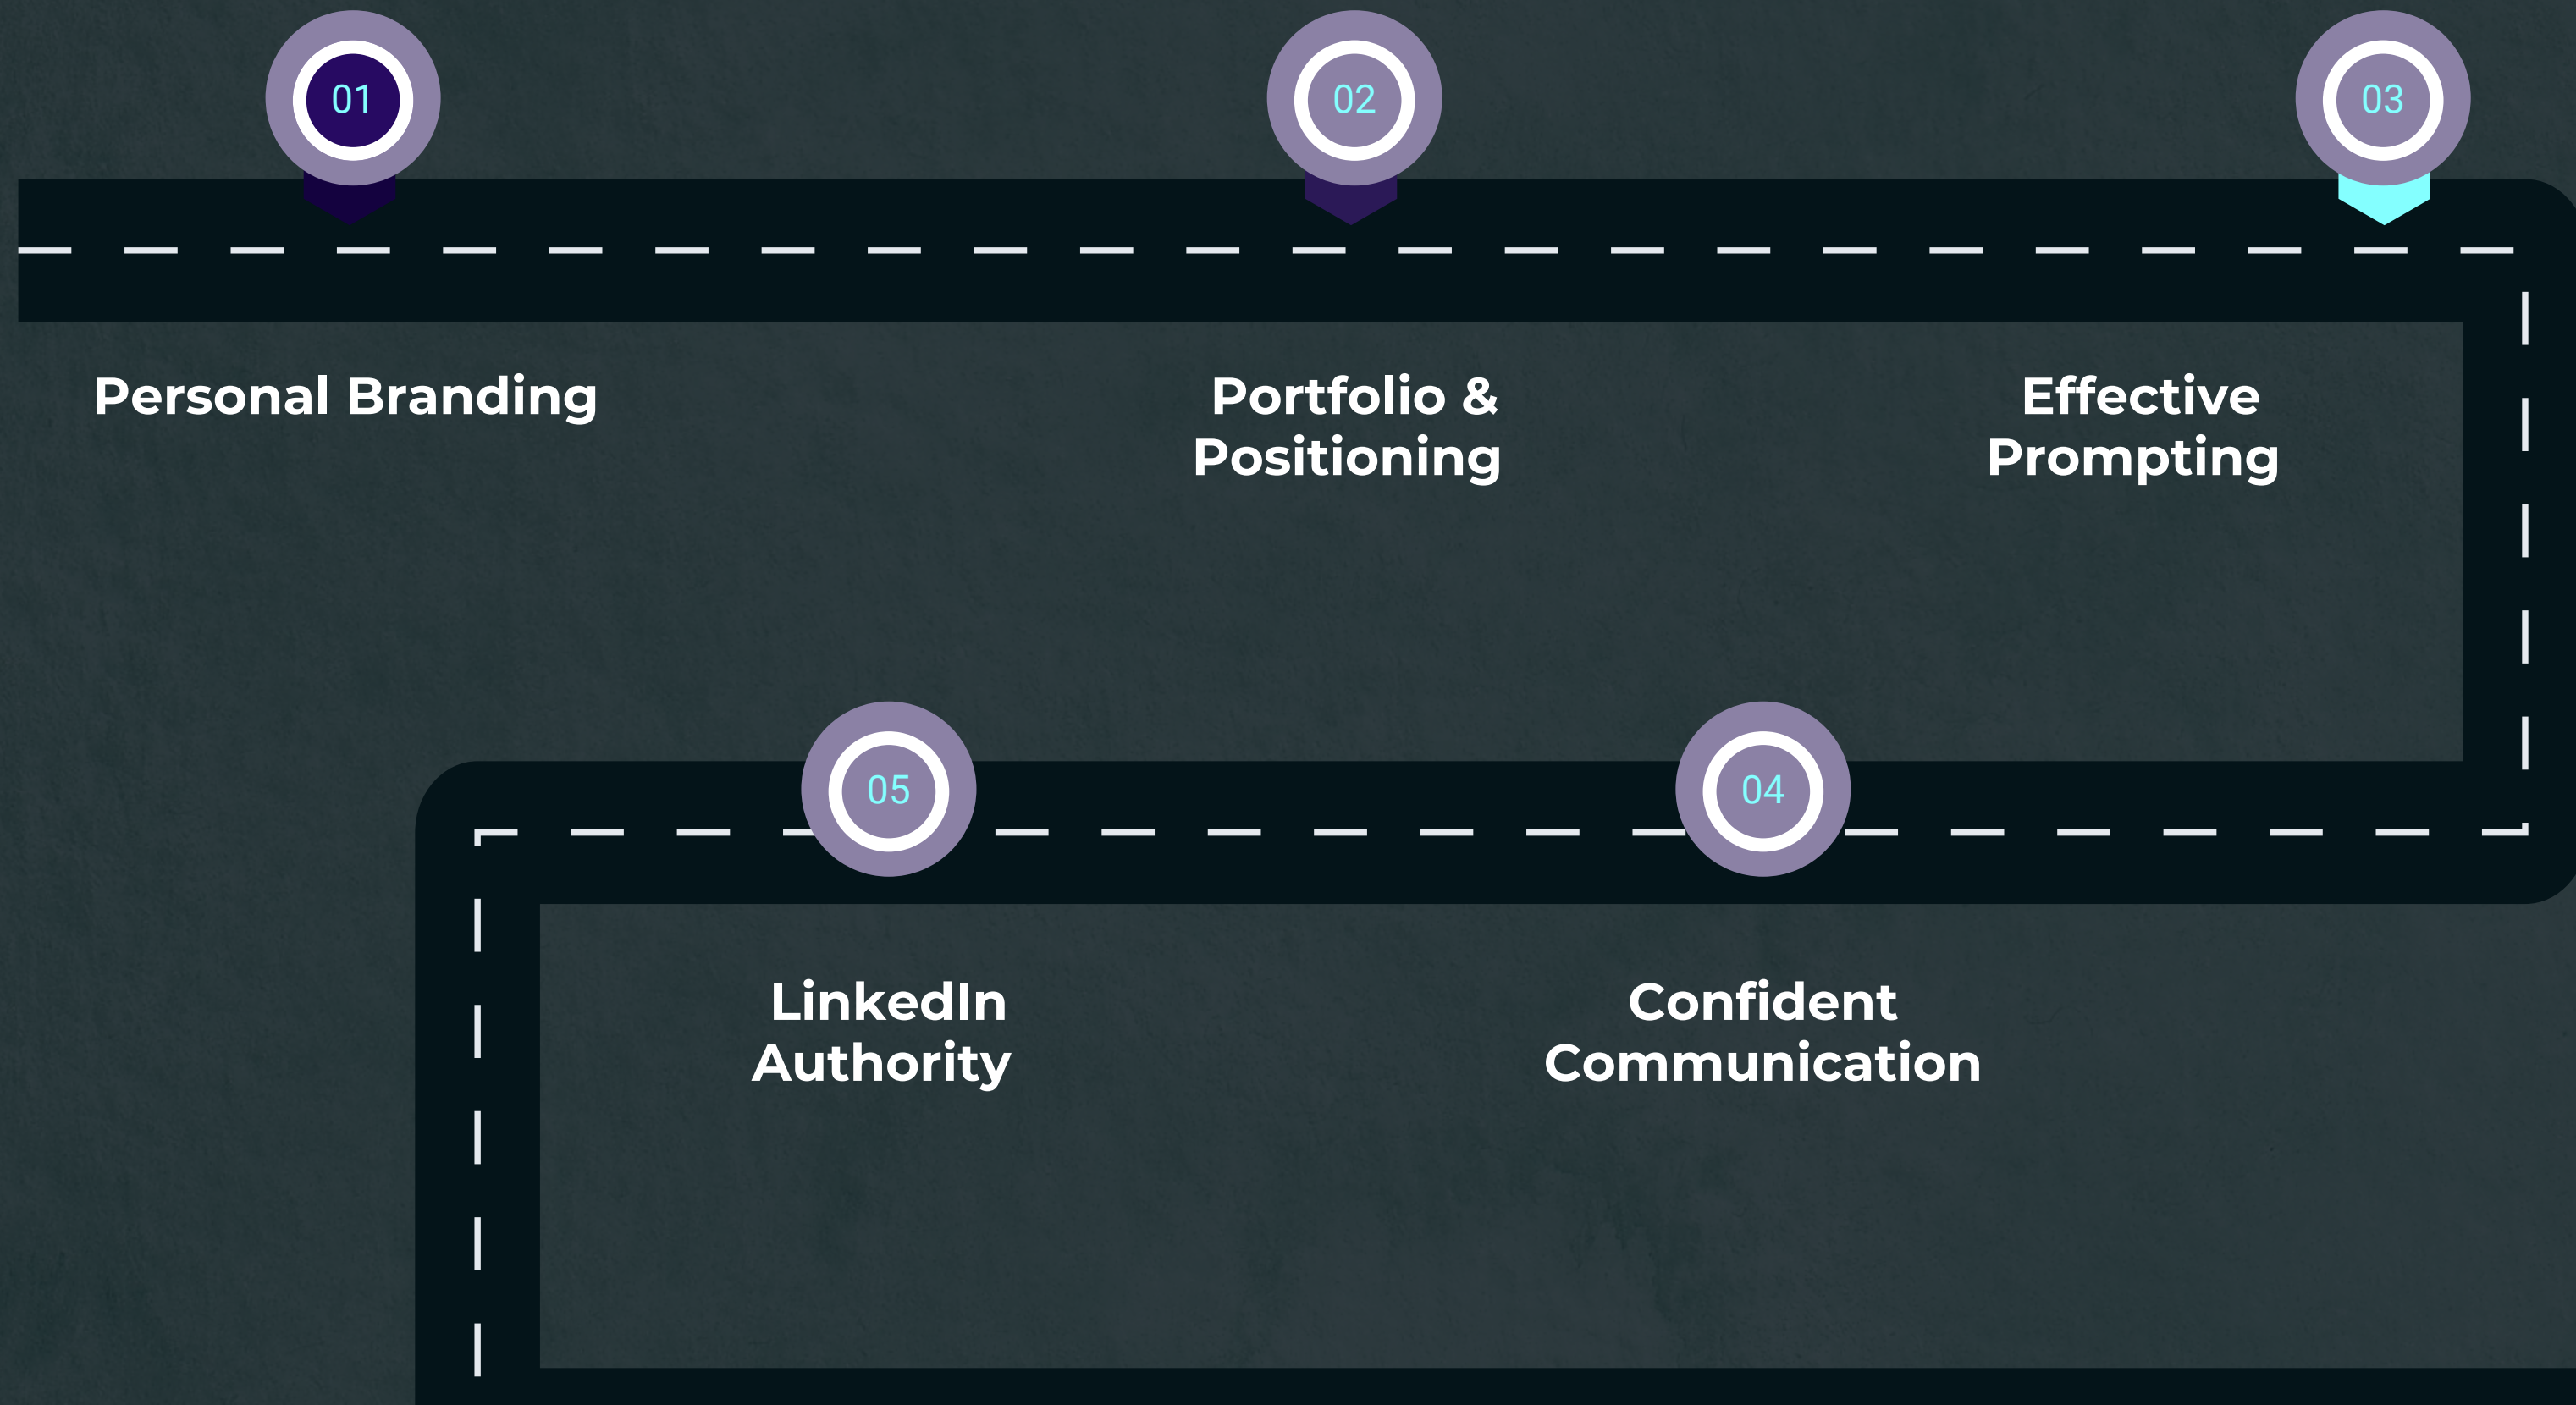 01
Personal Branding
02
Portfolio &
Positioning
03
Effective
Prompting
04
Confident
Communication
05
LinkedIn
Authority